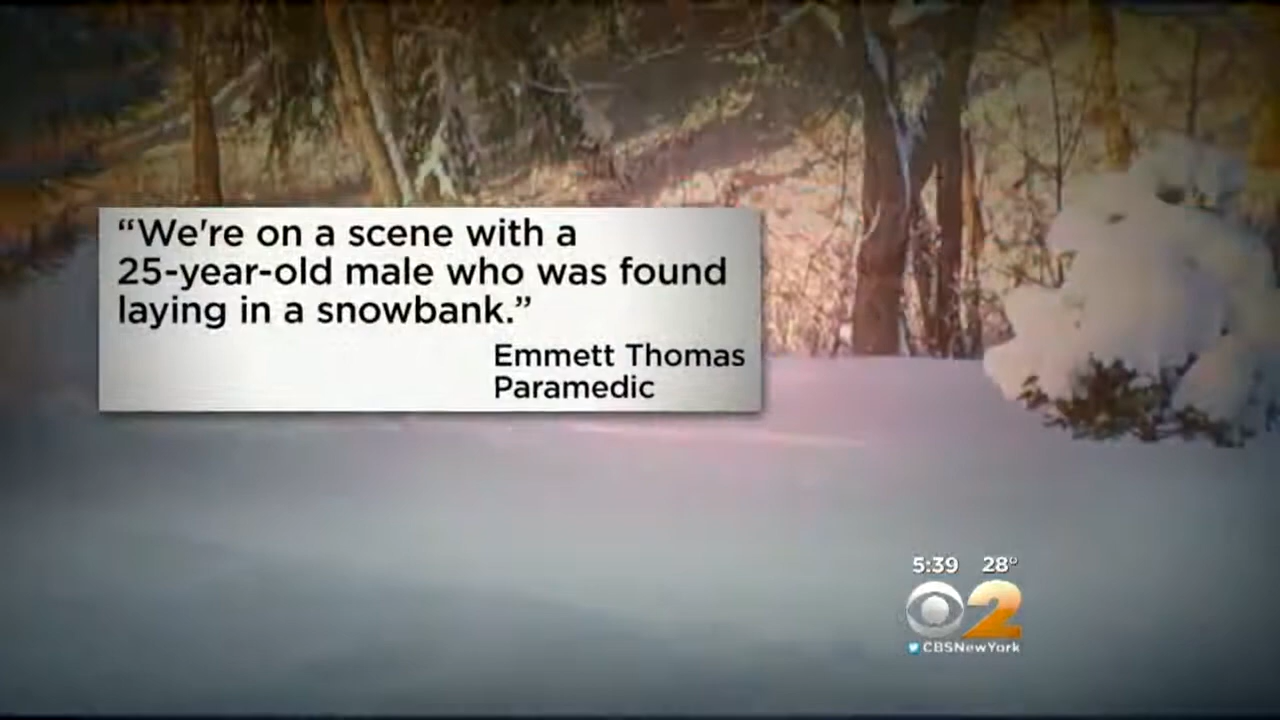 “We're on a scene with a
25-year-old male who was found
laying in a snowbank.”
Emmett Thomas
Paramedic
5:39 28°
2
CBSNewYork